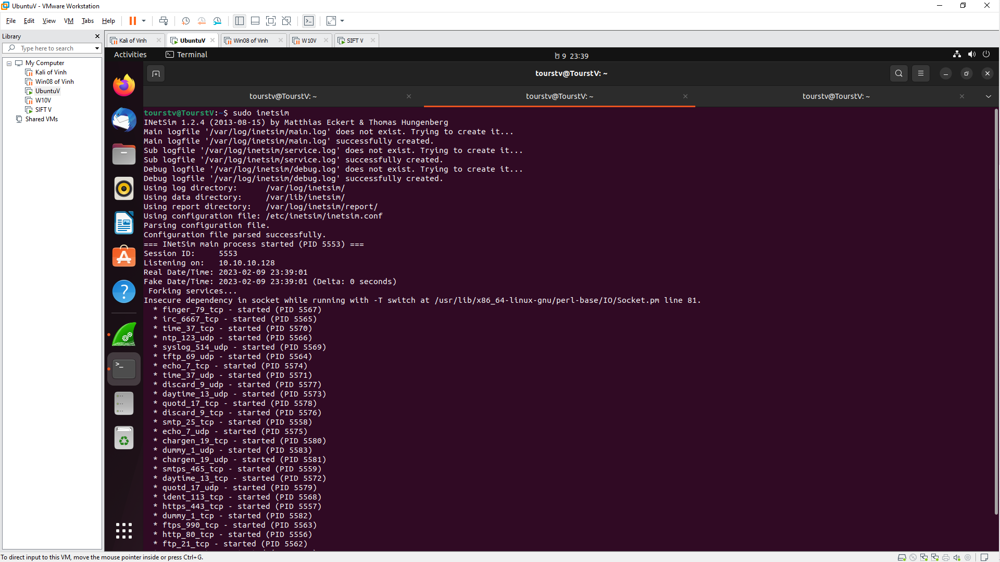 UbuntuV - VMware Workstation
File Edit View VM Tabs Help
Library
Type here to search
My Computer
Kali of Vinh
Win08 of Vinh
UbuntuV
W10V
SIFT V
Shared VMs
Kali of Vinh
UbuntuV
Win08 of Vinh
W10V
SIFT V
Activities
Terminal
9 23:39
tourstv@TourstV: ~
tourstv@TourstV: ~
tourstv@TourstV: ~
tourstv@TourstV: ~
tourstv@TourstV:~$ sudo inetsim
INetSim 1.2.4 (2013-08-15) by Matthias Eckert & Thomas Hungenberg
Main logfile '/var/log/inetsim/main.log' does not exist. Trying to create it...
Main logfile '/var/log/inetsim/main.log' successfully created.
Sub logfile '/var/log/inetsim/service.log' does not exist. Trying to create it...
Sub logfile '/var/log/inetsim/service.log' successfully created.
Debug logfile '/var/log/inetsim/debug.log' does not exist. Trying to create it...
Debug logfile '/var/log/inetsim/debug.log' successfully created.
Using log directory: /var/log/inetsim/
Using data directory: /var/lib/inetsim/
Using report directory: /var/log/inetsim/report/
Using configuration file: /etc/inetsim/inetsim.conf
Parsing configuration file.
Configuration file parsed successfully.
=== INetSim main process started (PID 5553) ===
Session ID: 5553
Listening on: 10.10.10.128
Real Date/Time: 2023-02-09 23:39:01
Fake Date/Time: 2023-02-09 23:39:01 (Delta: 0 seconds)
Forking services...
Insecure dependency in socket while running with -T switch at /usr/lib/x86_64-linux-gnu/perl-base/IO/Socket.pm line 81.
* finger_79_tcp - started (PID 5567)
* irc_6667_tcp - started (PID 5565)
* time_37_tcp - started (PID 5570)
* ntp_123_udp - started (PID 5566)
* syslog_514_udp - started (PID 5569)
* tftp_69_udp - started (PID 5564)
* echo_7_tcp - started (PID 5574)
* time_37_udp - started (PID 5571)
* discard_9_udp - started (PID 5577)
* daytime_13_udp - started (PID 5573)
* quotd_17_tcp - started (PID 5578)
* discard_9_tcp - started (PID 5576)
* smtp_25_tcp - started (PID 5558)
* echo_7_udp - started (PID 5575)
* chargen_19_tcp - started (PID 5580)
* dummy_1_udp - started (PID 5583)
* chargen_19_udp - started (PID 5581)
* smtps_465_tcp - started (PID 5559)
* daytime_13_tcp - started (PID 5572)
* quotd_17_udp - started (PID 5579)
* ident_113_tcp - started (PID 5568)
* https_443_tcp - started (PID 5557)
* dummy_1_tcp - started (PID 5582)
* ftps_990_tcp - started (PID 5563)
* http_80_tcp - started (PID 5556)
* ftp_21_tcp - started (PID 5562)
To direct input to this VM, move the mouse pointer inside or press Ctrl+G.